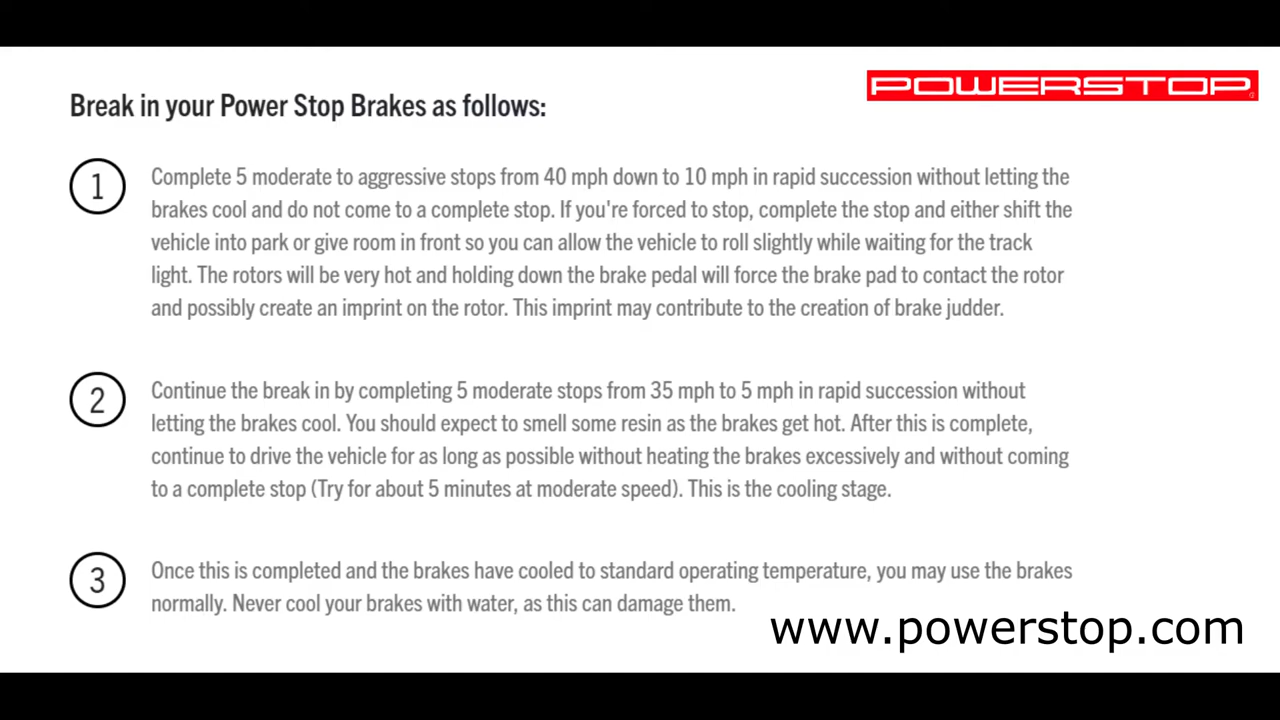 POWERSTOP
Break in your Power Stop Brakes as follows:
1
Complete 5 moderate to aggressive stops from 40 mph down to 10 mph in rapid succession without letting the
brakes cool and do not come to a complete stop. If you're forced to stop, complete the stop and either shift the
vehicle into park or give room in front so you can allow the vehicle to roll slightly while waiting for the track
light. The rotors will be very hot and holding down the brake pedal will force the brake pad to contact the rotor
and possibly create an imprint on the rotor. This imprint may contribute to the creation of brake judder.
2
Continue the break in by completing 5 moderate stops from 35 mph to 5 mph in rapid succession without
letting the brakes cool. You should expect to smell some resin as the brakes get hot. After this is complete,
continue to drive the vehicle for as long as possible without heating the brakes excessively and without coming
to a complete stop (Try for about 5 minutes at moderate speed). This is the cooling stage.
3
Once this is completed and the brakes have cooled to standard operating temperature, you may use the brakes
normally. Never cool your brakes with water, as this can damage them.
www.powerstop.com